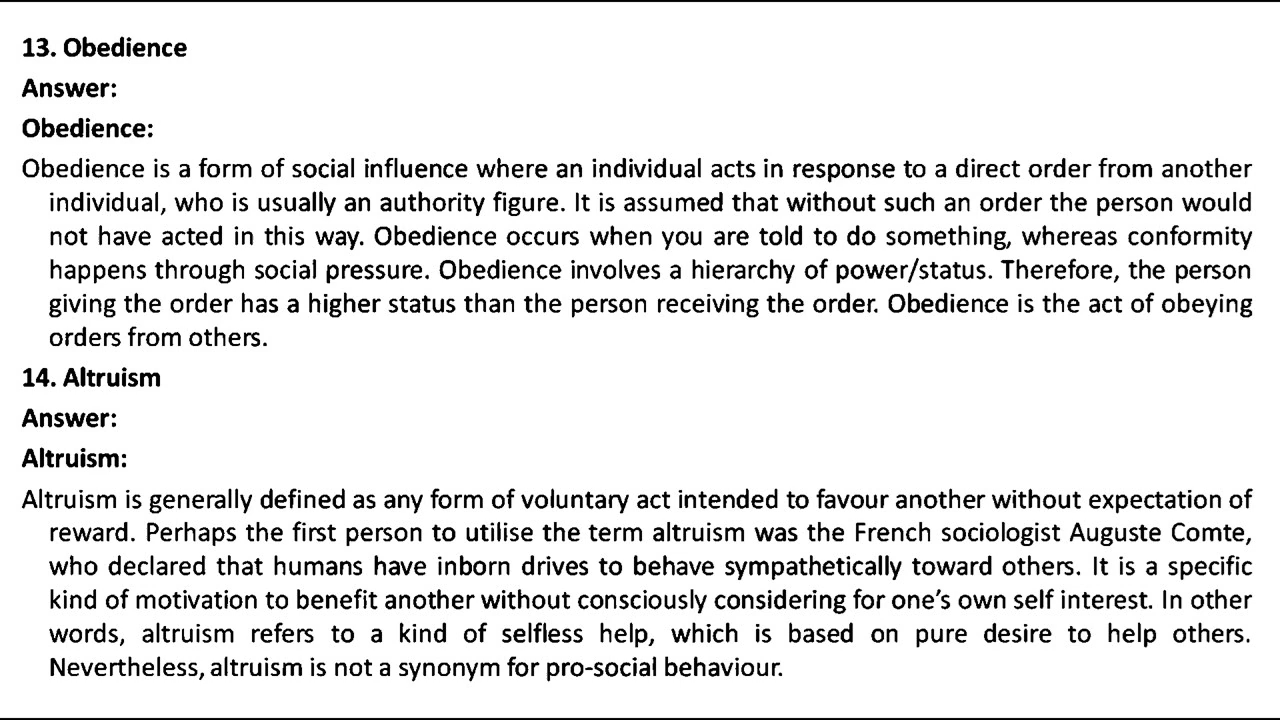 13. Obedience
Answer:
Obedience:
Obedience is a form of social influence where an individual acts in response to a direct order from another
individual, who is usually an authority figure. It is assumed that without such an order the person would
not have acted in this way. Obedience occurs when you are told to do something, whereas conformity
happens through social pressure. Obedience involves a hierarchy of power/status. Therefore, the person
giving the order has a higher status than the person receiving the order. Obedience is the act of obeying
orders from others.
14. Altruism
Answer:
Altruism:
Altruism is generally defined as any form of voluntary act intended to favour another without expectation of
reward. Perhaps the first person to utilise the term altruism was the French sociologist Auguste Comte,
who declared that humans have inborn drives to behave sympathetically toward others. It is a specific
kind of motivation to benefit another without consciously considering for one’s own self interest. In other
words, altruism refers to a kind of selfless help, which is based on pure desire to help others.
Nevertheless, altruism is not a synonym for pro-social behaviour.